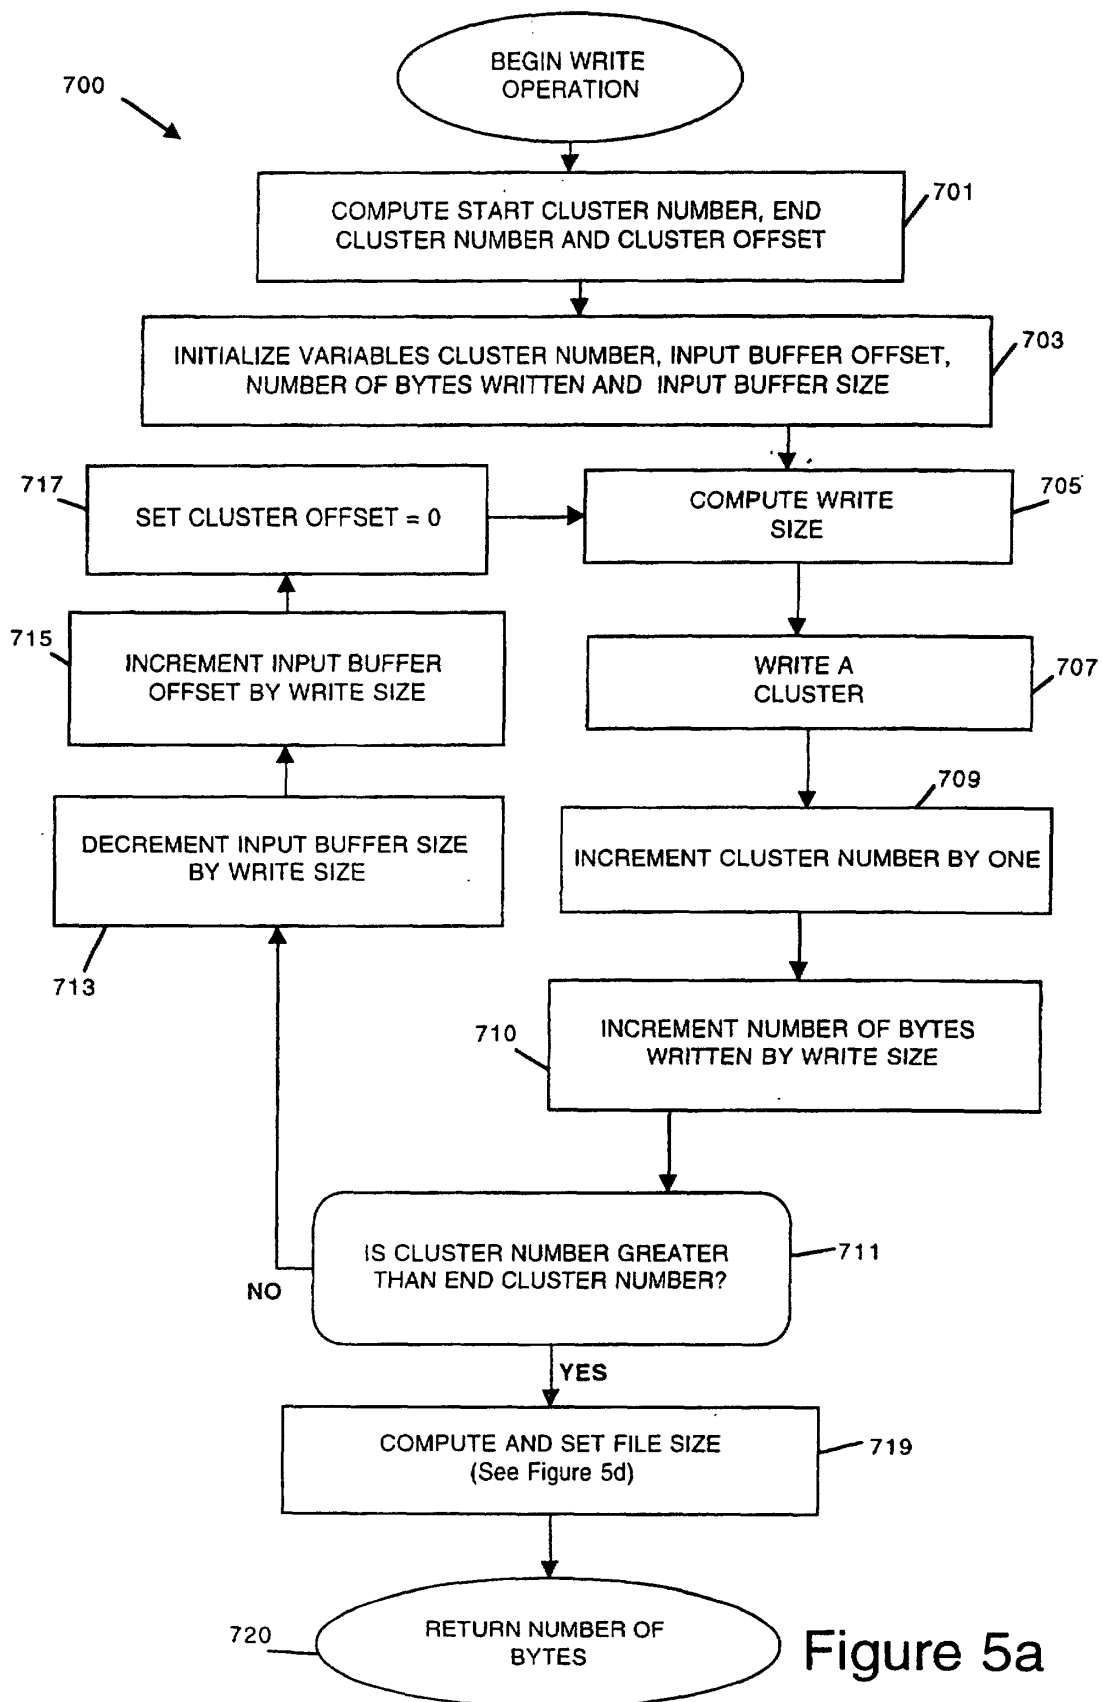 BEGIN WRITE
OPERATION
700
COMPUTE START CLUSTER NUMBER, END
CLUSTER NUMBER AND CLUSTER OFFSET
701
INITIALIZE VARIABLES CLUSTER NUMBER, INPUT BUFFER OFFSET,
NUMBER OF BYTES WRITTEN AND INPUT BUFFER SIZE
703
717
SET CLUSTER OFFSET = 0
COMPUTE WRITE
SIZE
705
715
INCREMENT INPUT BUFFER
OFFSET BY WRITE SIZE
WRITE A
CLUSTER
707
709
DECREMENT INPUT BUFFER SIZE
BY WRITE SIZE
INCREMENT CLUSTER NUMBER BY ONE
713
710
INCREMENT NUMBER OF BYTES
WRITTEN BY WRITE SIZE
IS CLUSTER NUMBER GREATER
THAN END CLUSTER NUMBER?
711
NO
YES
COMPUTE AND SET FILE SIZE
(See Figure 5d)
719
720
RETURN NUMBER OF
BYTES
Figure 5a